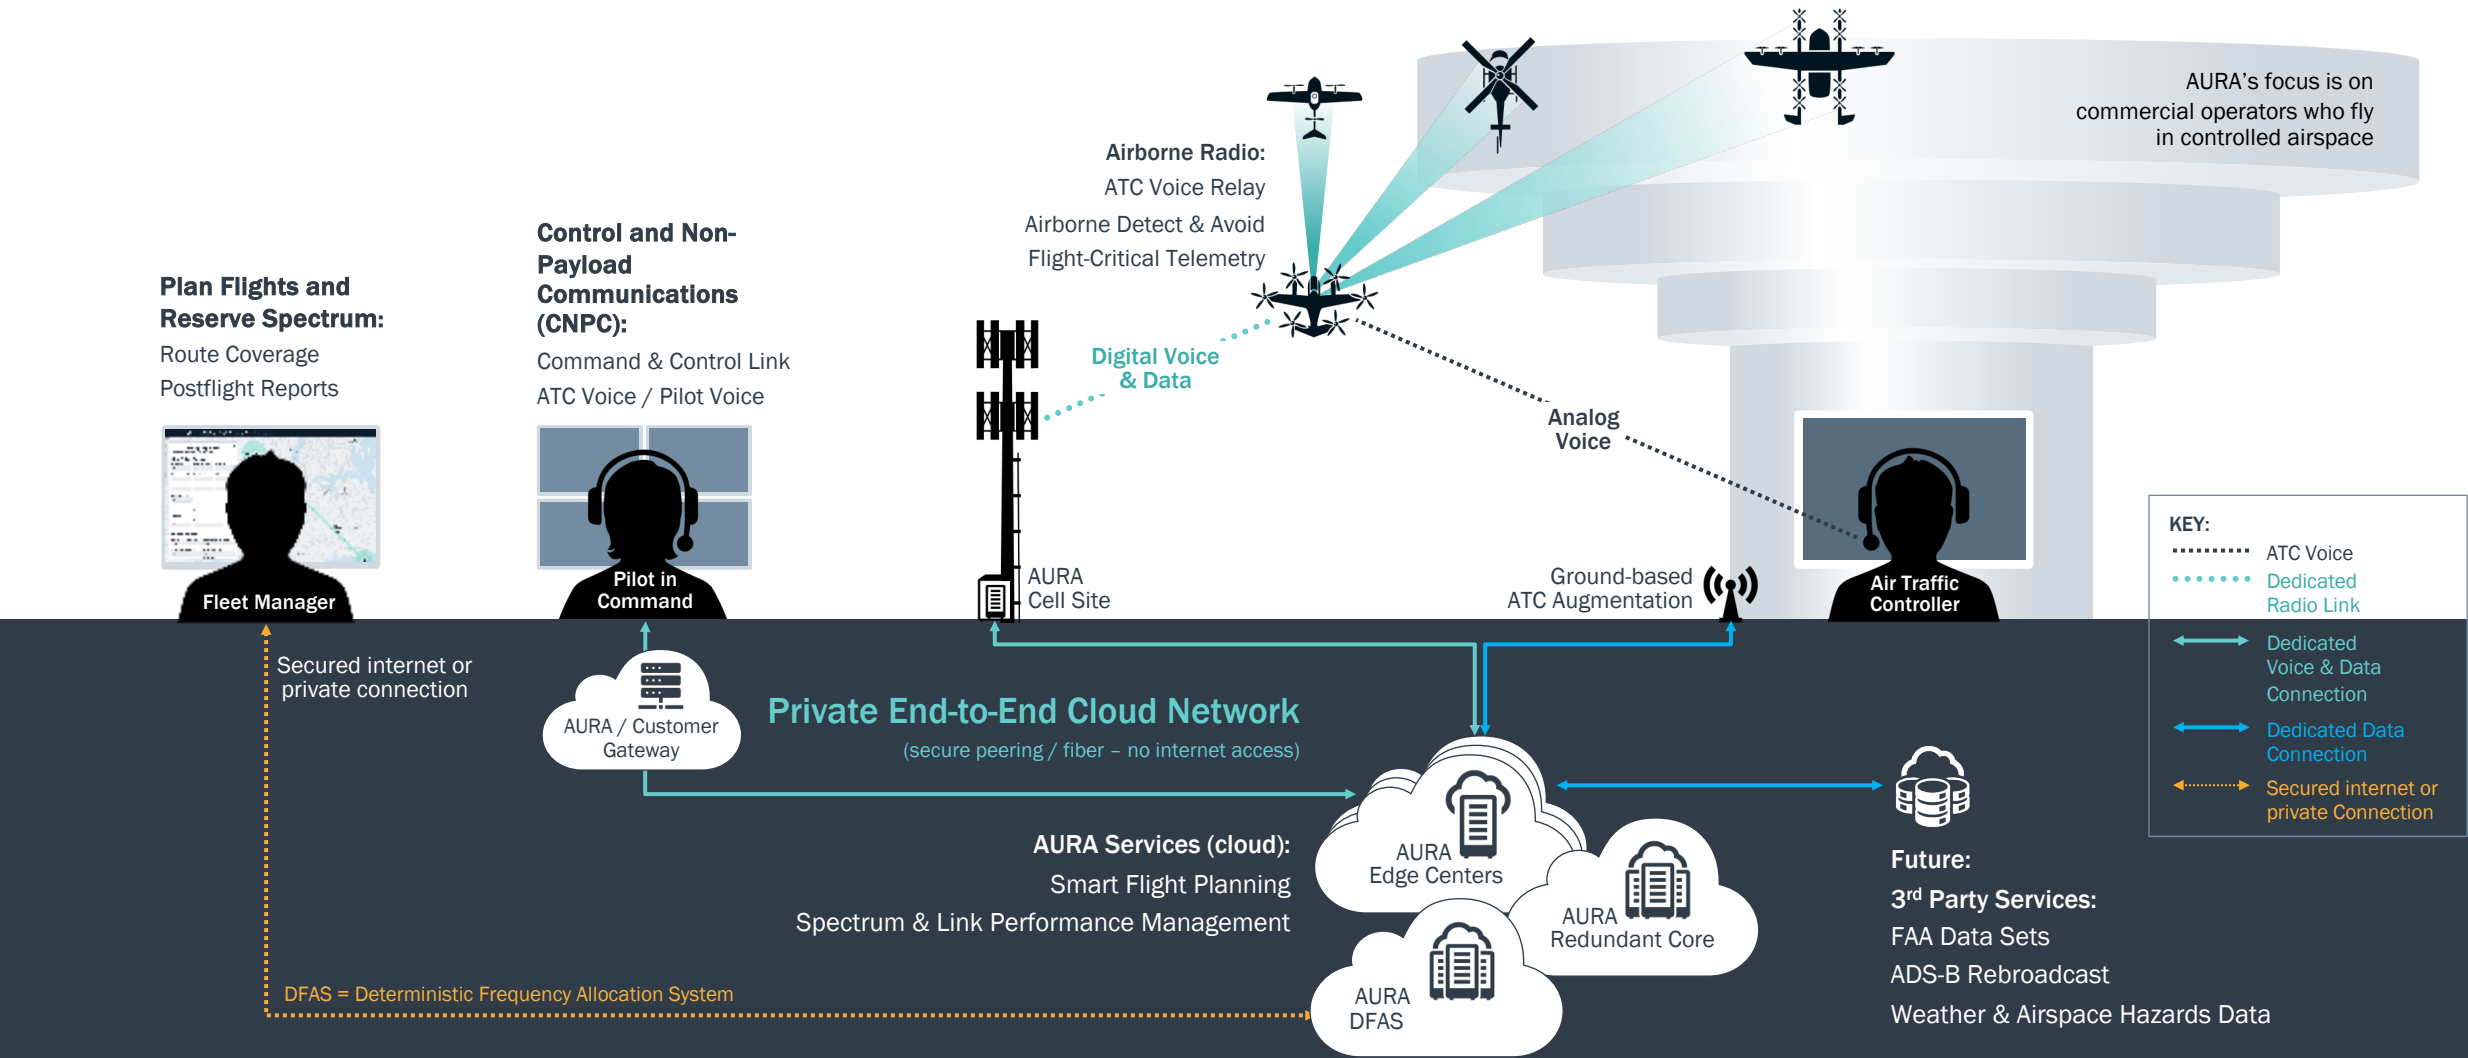 AURA's focus is on
commercial operators who fly
in controlled airspace
Airborne Radio:
ATC Voice Relay
Airborne Detect & Avoid
Flight-Critical Telemetry
Control and Non-
Payload
Communications
(CNPC):
Command & Control Link
ATC Voice / Pilot Voice
Plan Flights and
Reserve Spectrum:
Route Coverage
Postflight Reports
Digital Voice
& Data
Analog
Voice
Fleet Manager
Pilot in
Command
AURA
Cell Site
Ground-based
ATC Augmentation
Air Traffic
Controller
KEY:
ATC Voice
Dedicated
Radio Link
Dedicated
Voice & Data
Connection
Dedicated Data
Connection
Secured internet or
private Connection
Secured internet or
private connection
AURA / Customer
Gateway
Private End-to-End Cloud Network
(secure peering / fiber – no internet access)
AURA Services (cloud):
Smart Flight Planning
Spectrum & Link Performance Management
AURA
Edge Centers
AURA
Redundant Core
AURA
DFAS
DFAS = Deterministic Frequency Allocation System
Future:
3rd Party Services:
FAA Data Sets
ADS-B Rebroadcast
Weather & Airspace Hazards Data